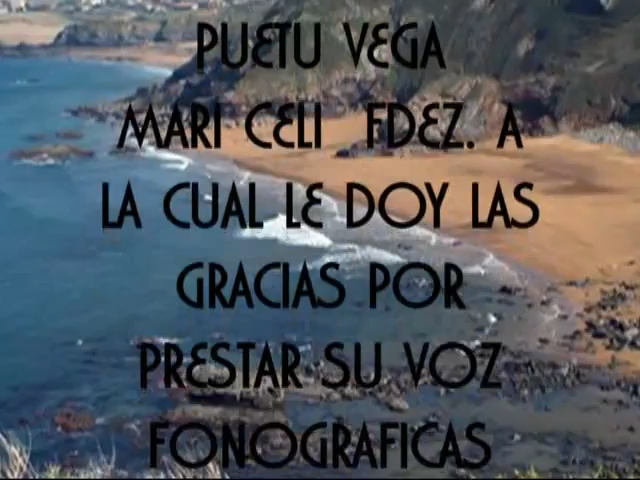 PUETU VEGA
MARI CELI FDEZ. A
LA CUAL LE DOY LAS
GRACIAS POR
PRESTAR SU VOZ
FONOGRAFICAS